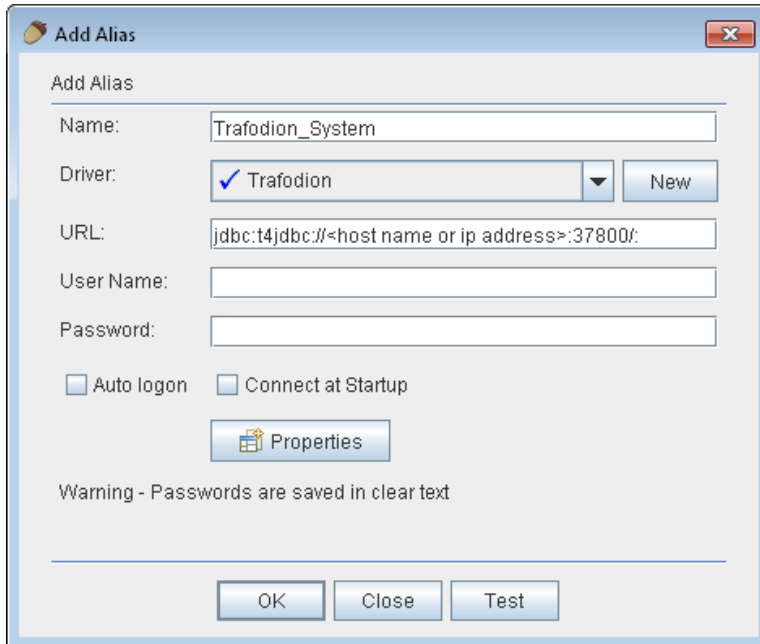 Add Alias
Add Alias
Name: Trafodion_System
Driver: Trafodion New
URL: jdbc:t4jdbc://<host name or ip address>:37800/:
User Name:
Password:
Auto logon Connect at Startup
Properties
Warning - Passwords are saved in clear text
OK Close Test